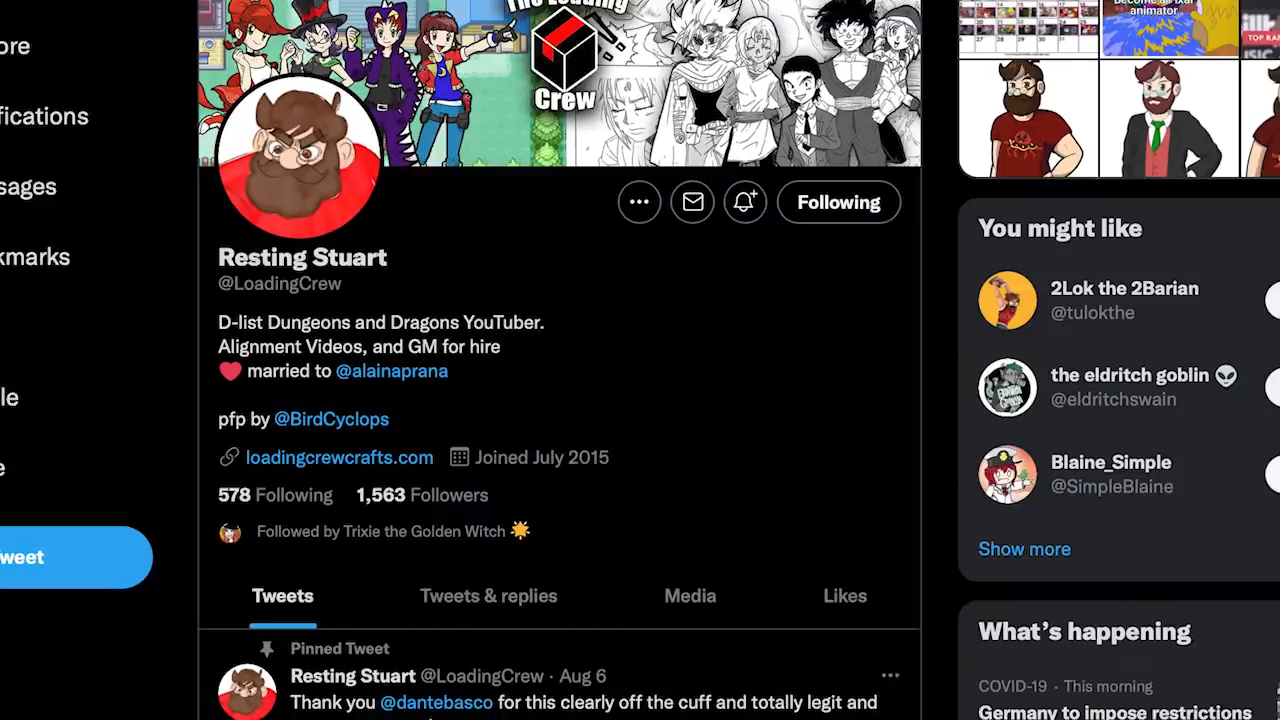 The Loading
Crew
ore
fications
sages
kmarks
le
e
weet
Following
Resting Stuart
@LoadingCrew
D-list Dungeons and Dragons YouTuber.
Alignment Videos, and GM for hire
❤️ married to @alainaprana
pfp by @BirdCyclops
loadingcrewcrafts.com Joined July 2015
578 Following 1,563 Followers
Followed by Trixie the Golden Witch 🌟
Tweets Tweets & replies Media Likes
Pinned Tweet
Resting Stuart @LoadingCrew · Aug 6
Thank you @dantebasco for this clearly off the cuff and totally legit and
animator.
TOP RA
You might like
2Lok the 2Barian
@tulokthe
the eldritch goblin 👽
@eldritchswain
Blaine_Simple
@SimpleBlaine
Show more
What's happening
COVID-19 · This morning
Germany to impose restrictions